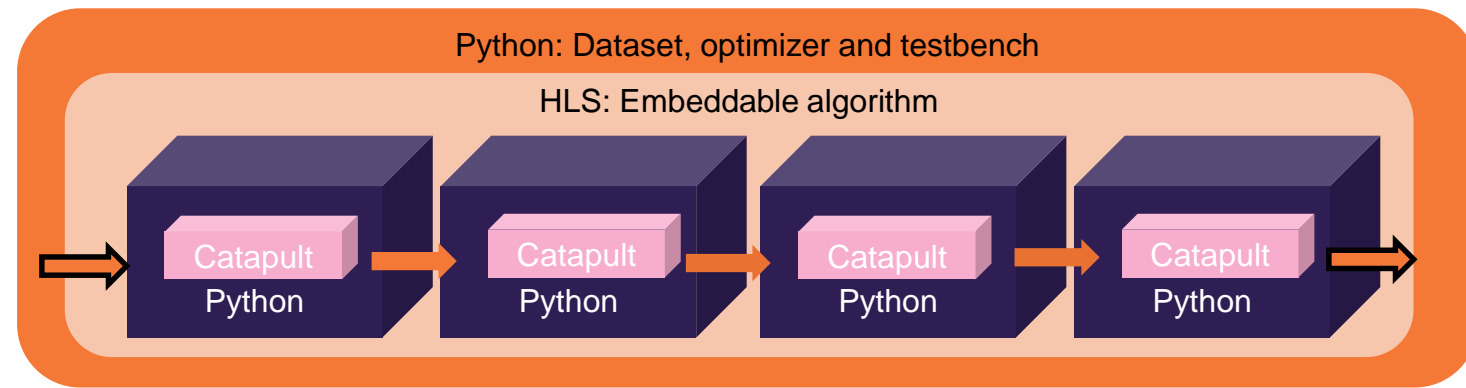 Python: Dataset, optimizer and testbench
HLS: Embeddable algorithm
Catapult
Python
Catapult
Python
Catapult
Python
Catapult
Python